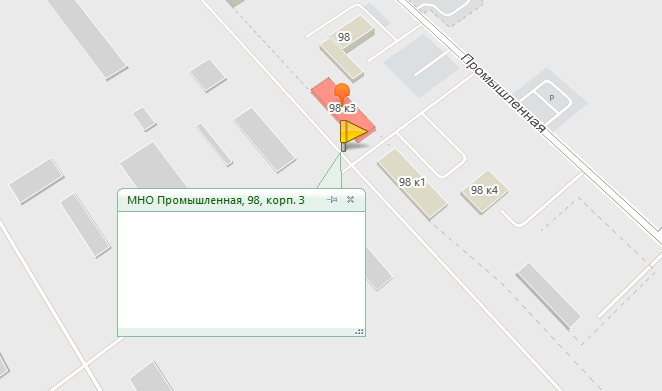 98
Промышленная
98 к3
P
98 к1
98 к4
МНО Промышленная, 98, корп. 3